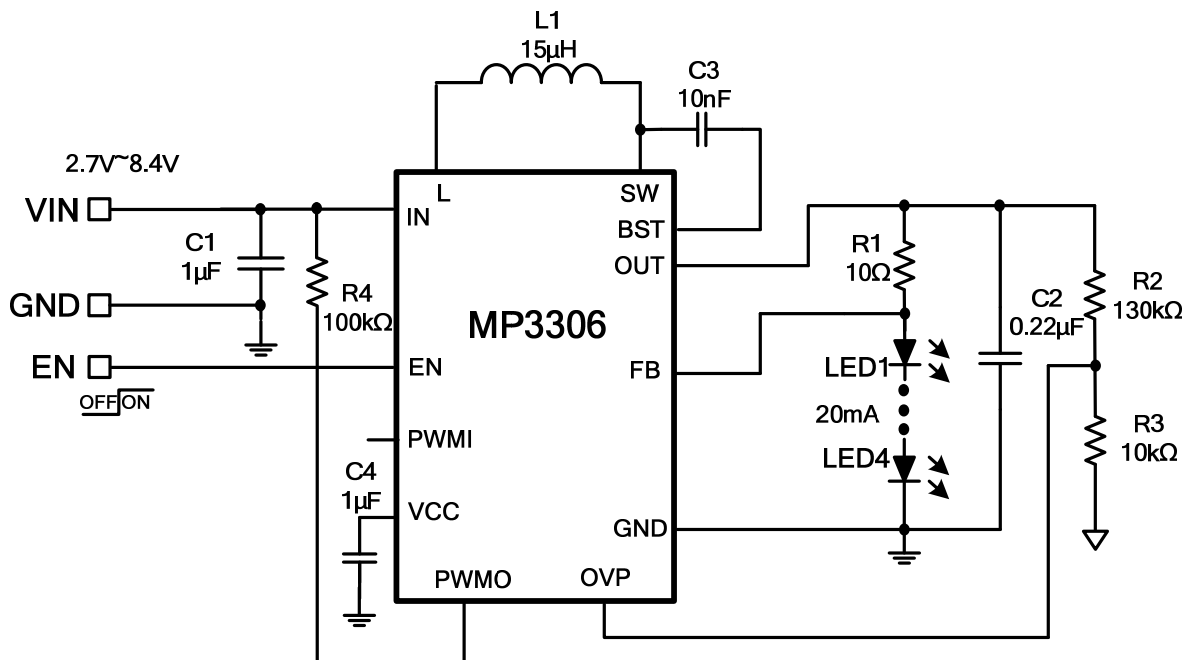 L1
15µH
C3
10nF
2.7V~8.4V
L
SW
VIN
IN
BST
C1
1µF
OUT
R1
10Ω
R4
100kΩ
R2
130kΩ
GND
C2
0.22µF
MP3306
EN
EN
FB
LED1
OFF ON
20mA
PWMI
R3
10kΩ
C4
1µF
LED4
VCC
GND
PWMO
OVP